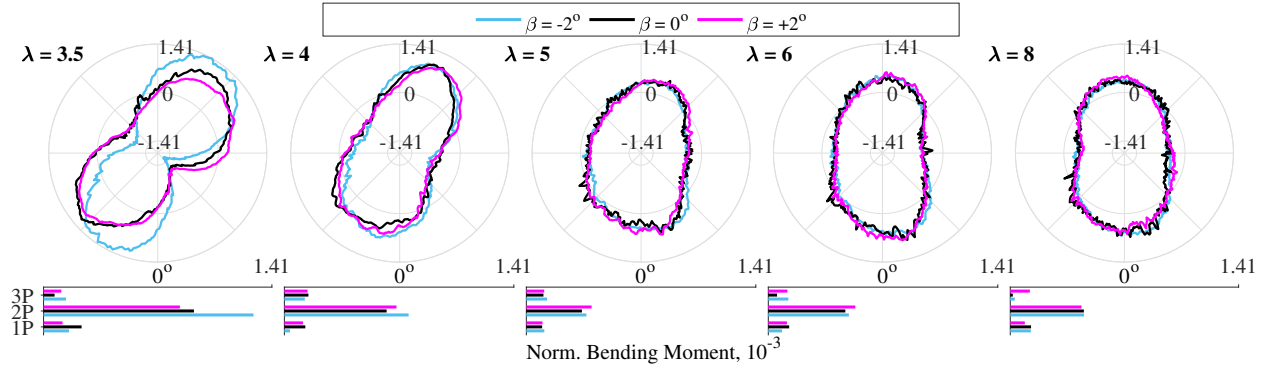 β = -2° β = 0° β = +2°
λ = 3.5 1.41 λ = 4 1.41 λ = 5 1.41 λ = 6 1.41 λ = 8 1.41
0 0 0 0 0
-1.41 -1.41 -1.41 -1.41 -1.41
0° 1.41 0° 1.41 0° 1.41 0° 1.41 0° 1.41
3P
2P
1P
Norm. Bending Moment, 10⁻³